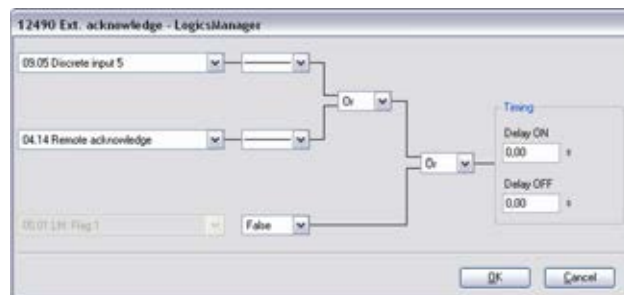 12490 Ext. acknowledge - LogicsManager
09.05 Discrete input 5
Or
Timing
Delay ON
0,00 s
04.14 Remote acknowledge
Or
Delay OFF
0,00 s
00.01 LM: Flag 1
False
OK
Cancel